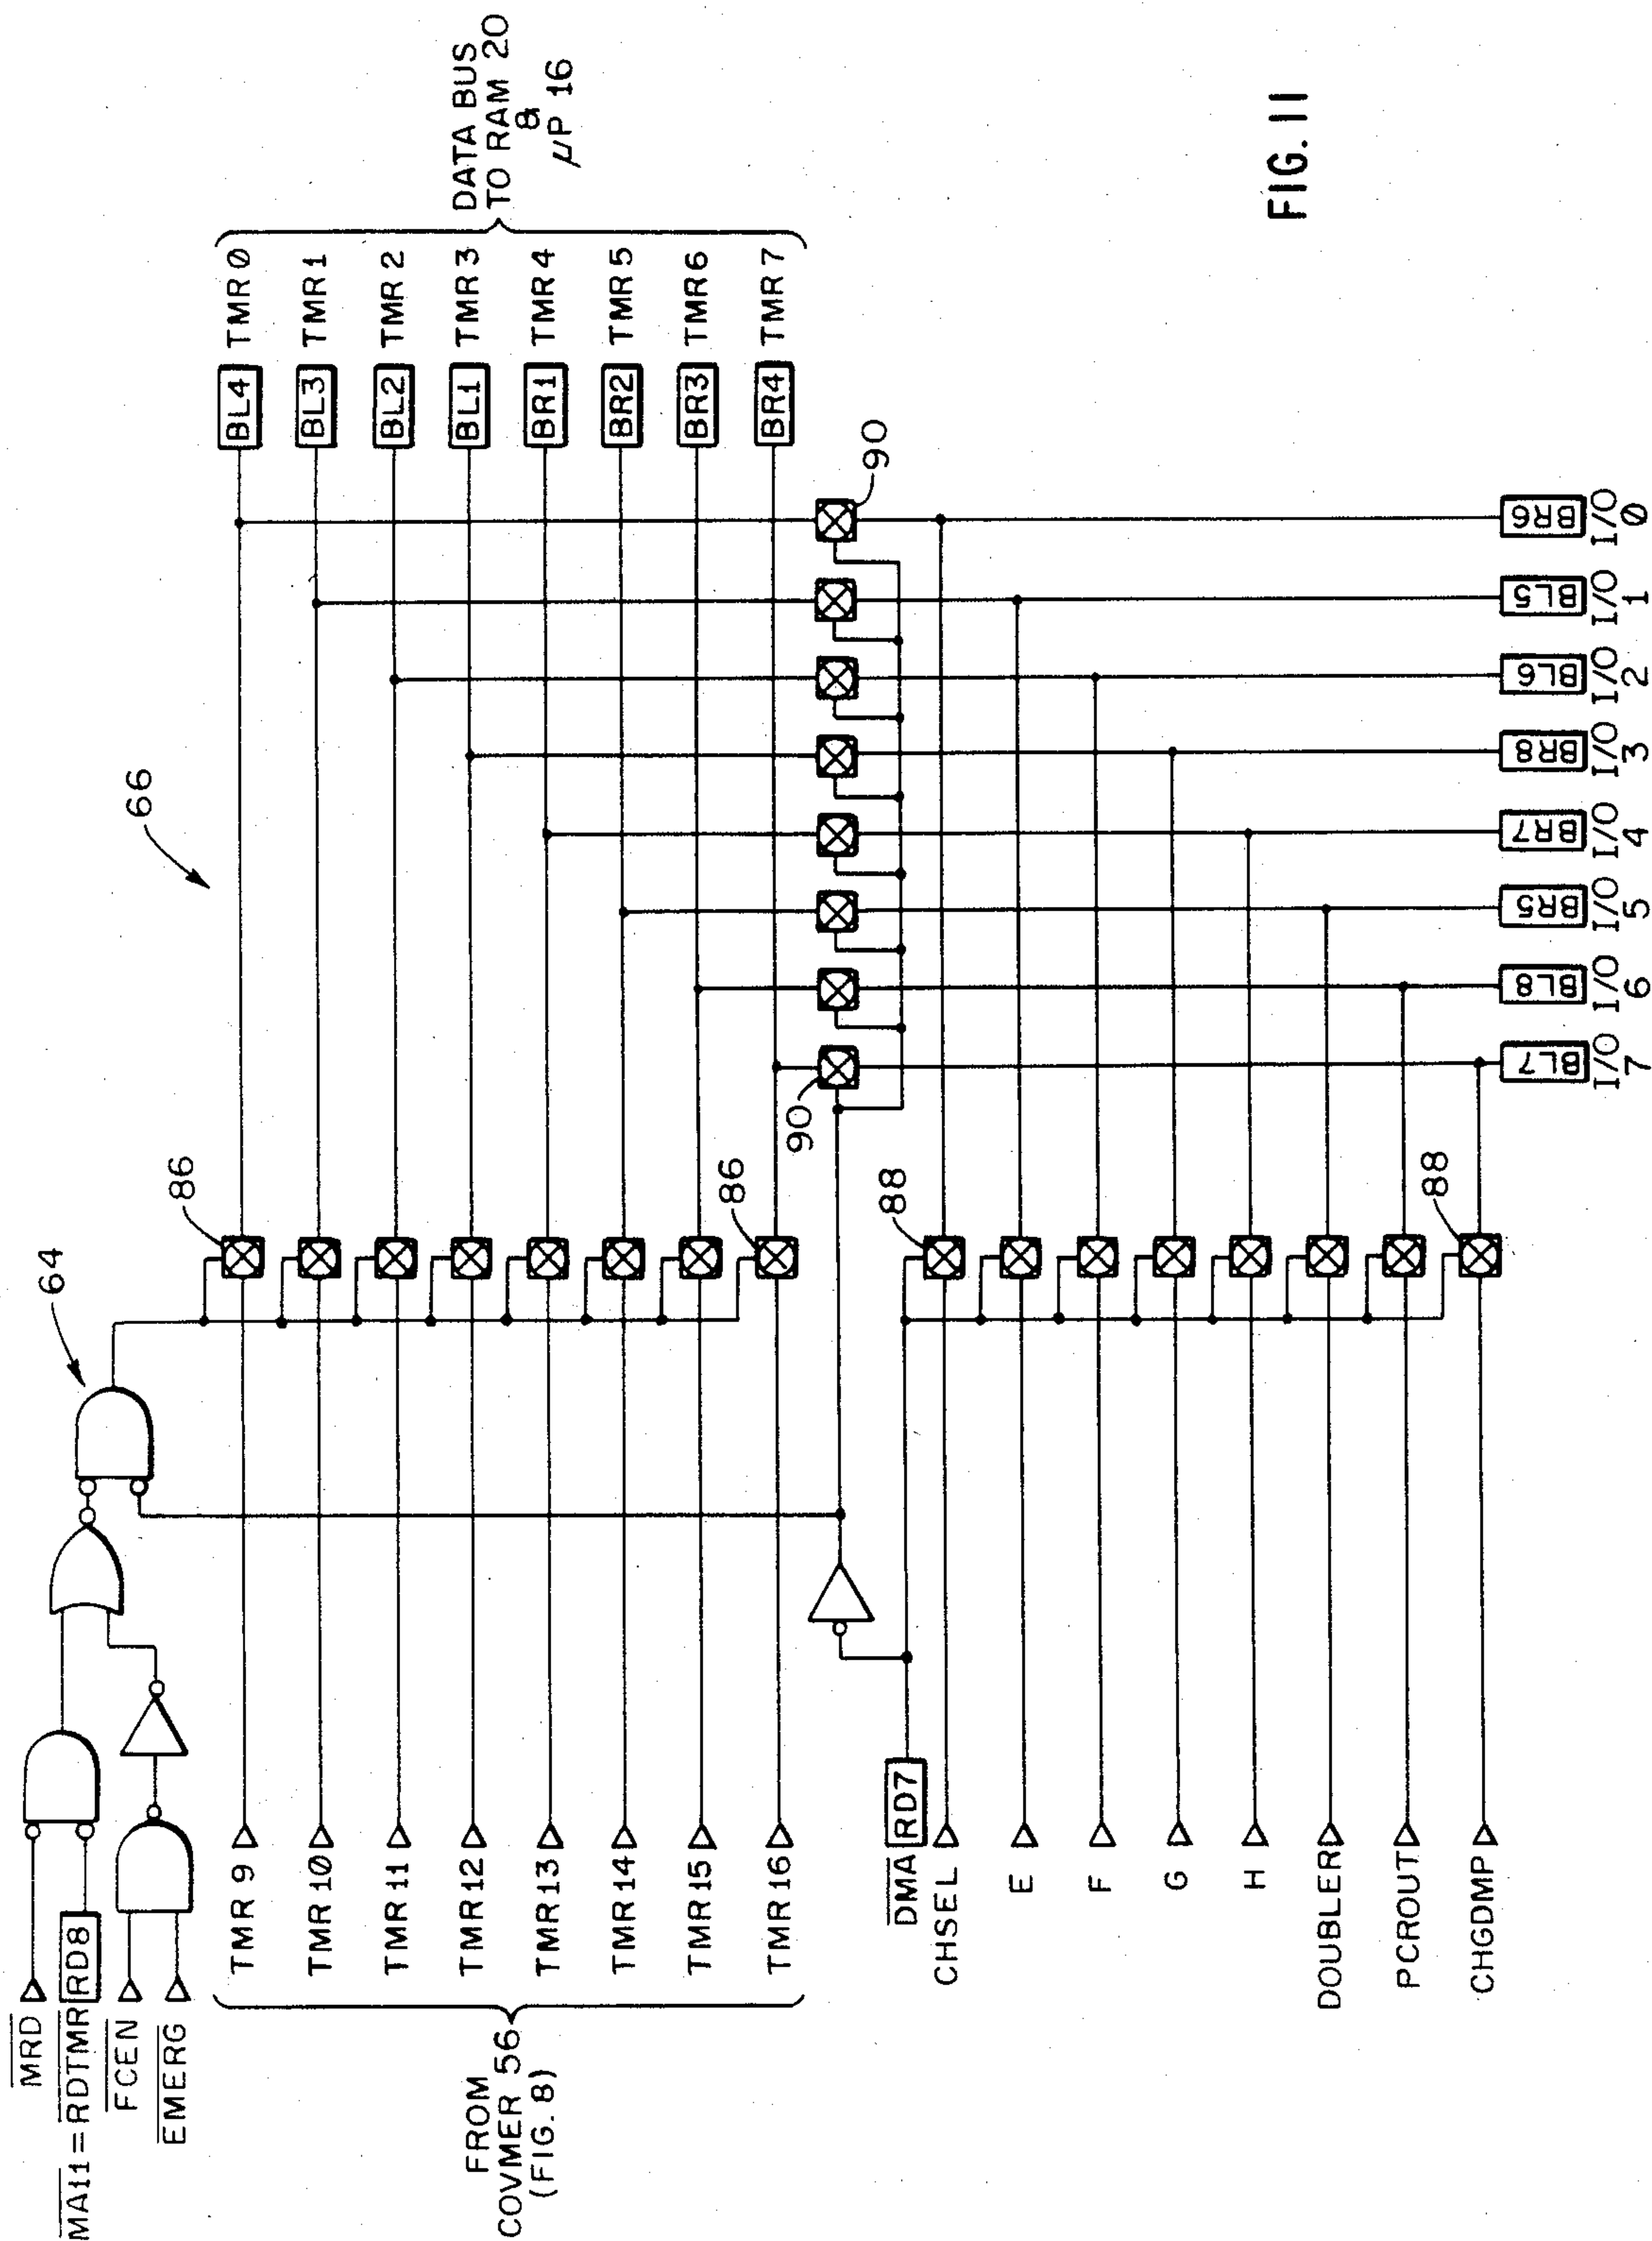 MRD
MA11 = RDTMR RD8
FCEN
EMERG
64
66
FROM
COVMER 56
(FIG. 8)
TMR 9
TMR 10
TMR 11
TMR 12
TMR 13
TMR 14
TMR 15
TMR 16
86
86
BL4 TMR 0
BL3 TMR 1
BL2 TMR 2
BL1 TMR 3
BR1 TMR 4
BR2 TMR 5
BR3 TMR 6
BR4 TMR 7
DATA BUS
TO RAM 20
&
μP 16
90
90
DMA RD7
CHSEL
E
F
G
H
DOUBLER
PCROUT
CHGDMP
88
88
BL7
I/O
7
BL8
I/O
6
BR5
I/O
5
BR7
I/O
4
BR8
I/O
3
BL6
I/O
2
BL5
I/O
1
BR6
I/O
0
FIG. 11